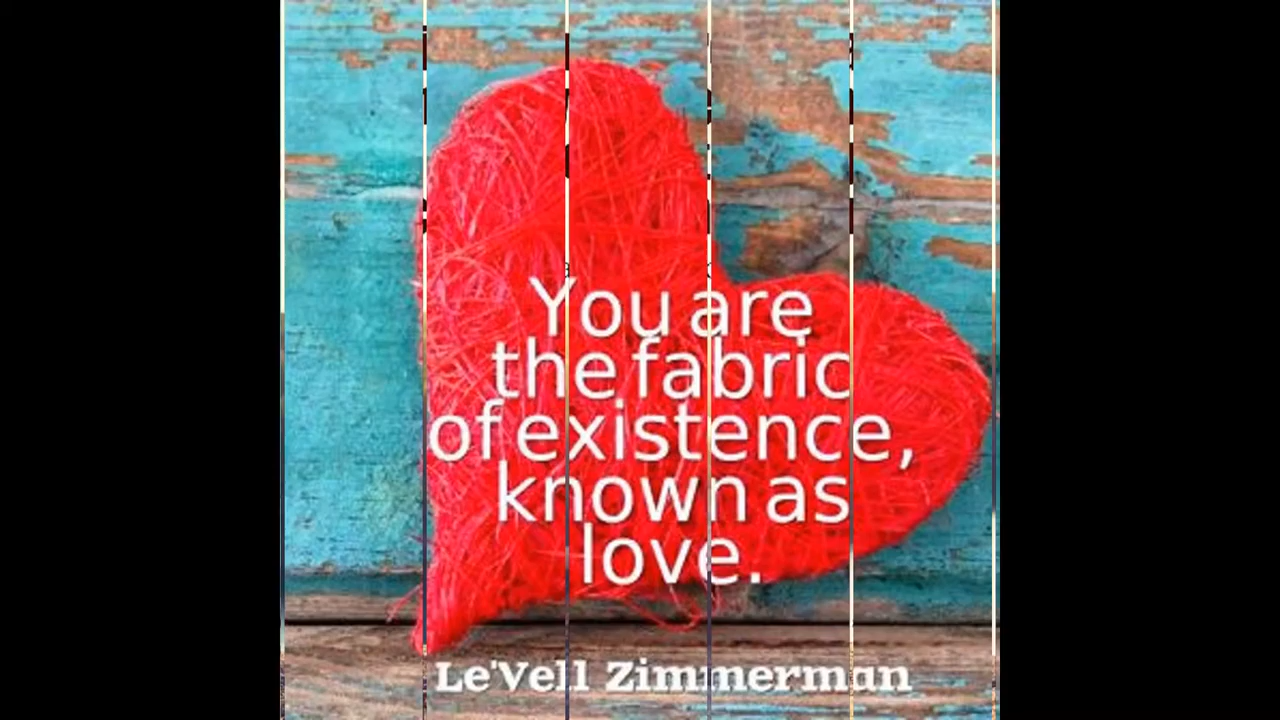 You are
the fabric
of existence,
known as
love.
Le'Vell Zimmerman